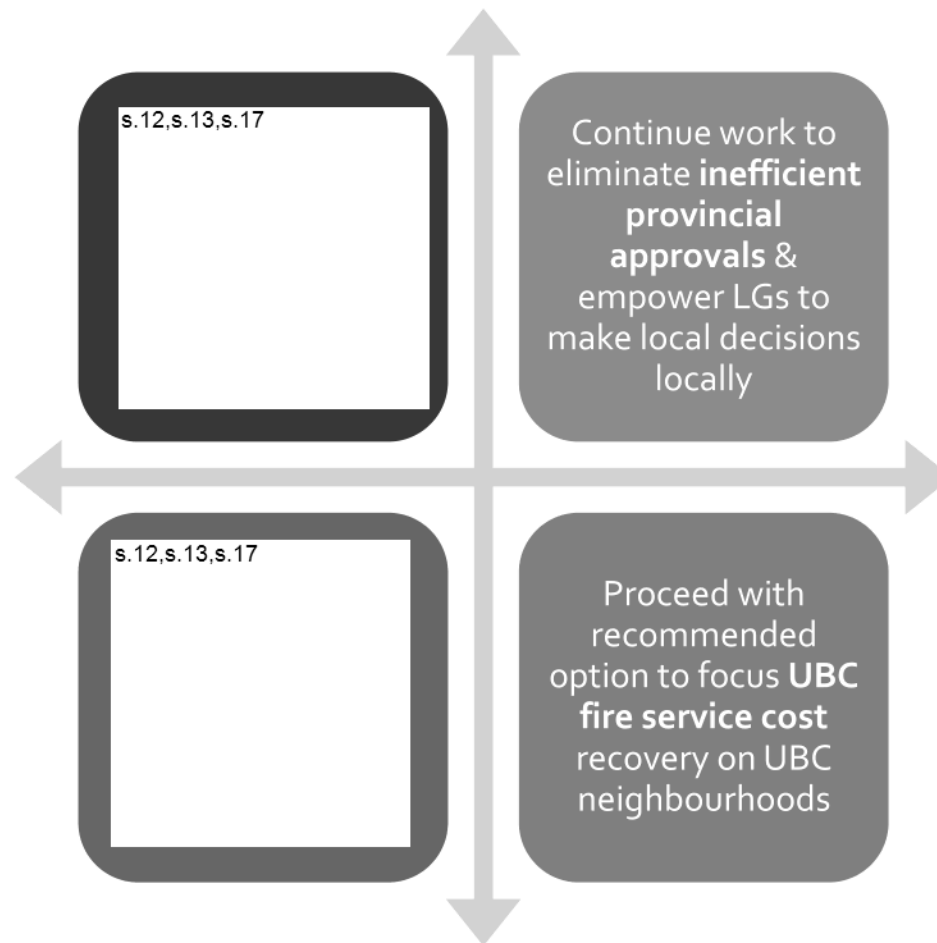 s.12,s.13,s.17
Continue work to
eliminate inefficient
provincial
approvals &
empower LGs to
make local decisions
locally
s.12,s.13,s.17
Proceed with
recommended
option to focus UBC
fire service cost
recovery on UBC
neighbourhoods